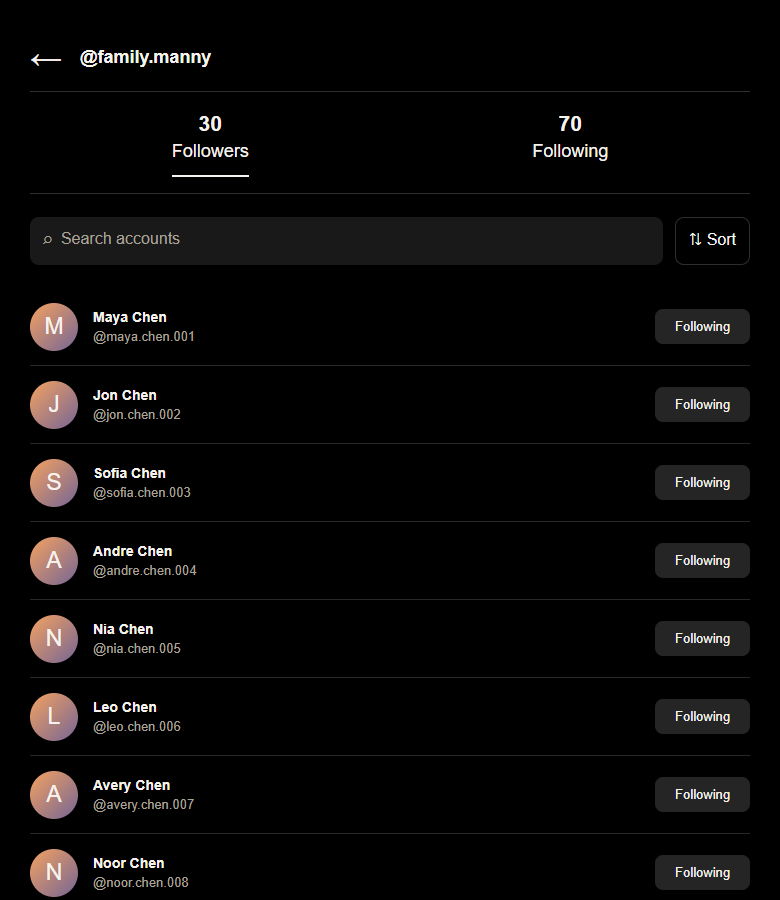 ← @family.manny
30
Followers
70
Following
⌕ Search accounts
⇅ Sort
M
Maya Chen
@maya.chen.001
Following
J
Jon Chen
@jon.chen.002
Following
S
Sofia Chen
@sofia.chen.003
Following
A
Andre Chen
@andre.chen.004
Following
N
Nia Chen
@nia.chen.005
Following
L
Leo Chen
@leo.chen.006
Following
A
Avery Chen
@avery.chen.007
Following
N
Noor Chen
@noor.chen.008
Following